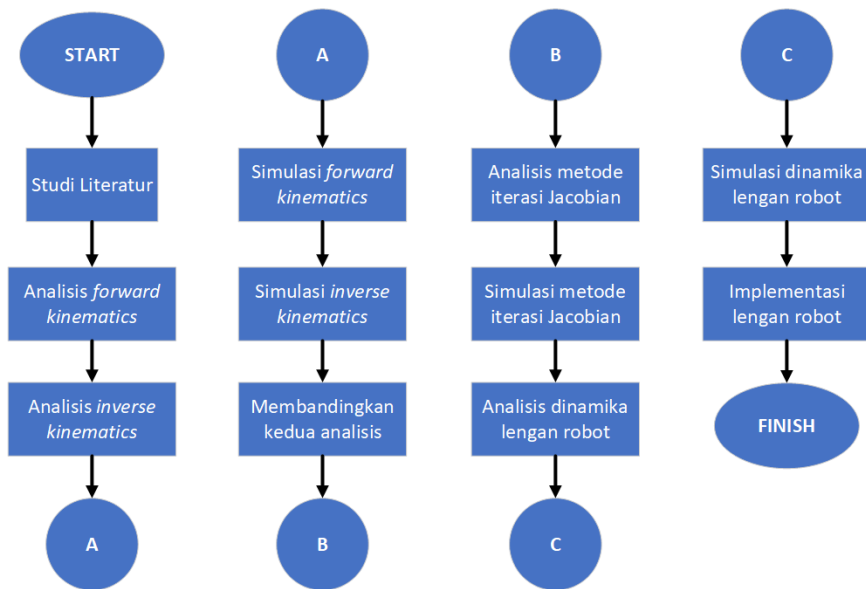 START
Studi Literatur
Analisis forward
kinematics
Analisis inverse
kinematics
A
A
Simulasi forward
kinematics
Simulasi inverse
kinematics
Membandingkan
kedua analisis
B
B
Analisis metode
iterasi Jacobian
Simulasi metode
iterasi Jacobian
Analisis dinamika
lengan robot
C
C
Simulasi dinamika
lengan robot
Implementasi
lengan robot
FINISH